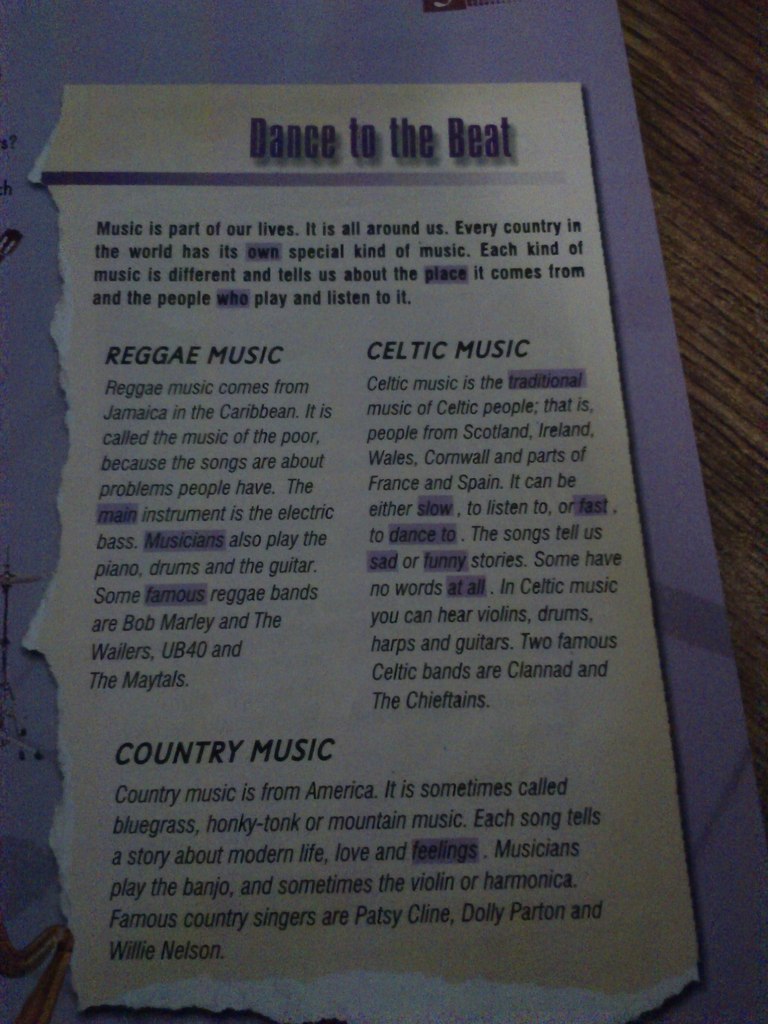 Dance to the Beat
Music is part of our lives. It is all around us. Every country in
the world has its own special kind of music. Each kind of
music is different and tells us about the place it comes from
and the people who play and listen to it.
REGGAE MUSIC
Reggae music comes from
Jamaica in the Caribbean. It is
called the music of the poor,
because the songs are about
problems people have. The
main instrument is the electric
bass. Musicians also play the
piano, drums and the guitar.
Some famous reggae bands
are Bob Marley and The
Wailers, UB40 and
The Maytals.
CELTIC MUSIC
Celtic music is the traditional
music of Celtic people; that is,
people from Scotland, Ireland,
Wales, Cornwall and parts of
France and Spain. It can be
either slow , to listen to, or fast ,
to dance to . The songs tell us
sad or funny stories. Some have
no words at all . In Celtic music
you can hear violins, drums,
harps and guitars. Two famous
Celtic bands are Clannad and
The Chieftains.
COUNTRY MUSIC
Country music is from America. It is sometimes called
bluegrass, honky-tonk or mountain music. Each song tells
a story about modern life, love and feelings . Musicians
play the banjo, and sometimes the violin or harmonica.
Famous country singers are Patsy Cline, Dolly Parton and
Willie Nelson.